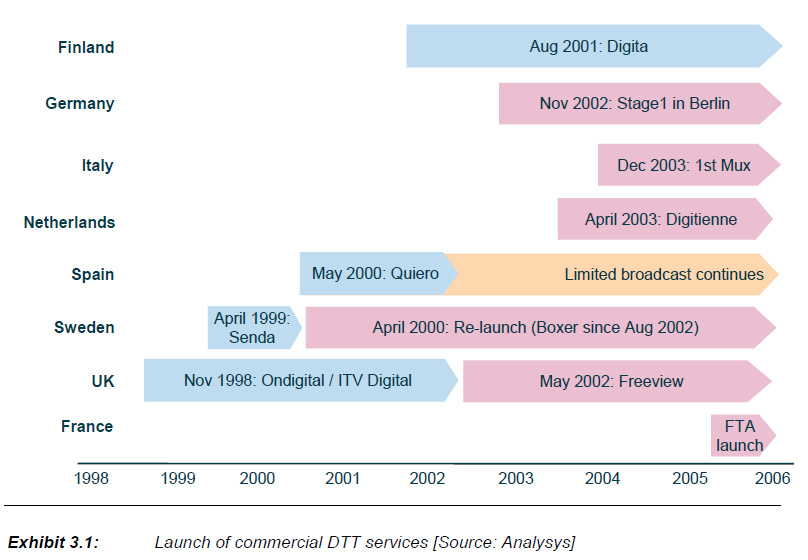 Finland
Aug 2001: Digita
Germany
Nov 2002: Stage1 in Berlin
Italy
Dec 2003: 1st Mux
Netherlands
April 2003: Digitienne
Spain
May 2000: Quiero
Limited broadcast continues
Sweden
April 1999:
Senda
April 2000: Re-launch (Boxer since Aug 2002)
UK
Nov 1998: Ondigital / ITV Digital
May 2002: Freeview
France
FTA
launch
1998 1999 2000 2001 2002 2003 2004 2005 2006
Exhibit 3.1: Launch of commercial DTT services [Source: Analysys]